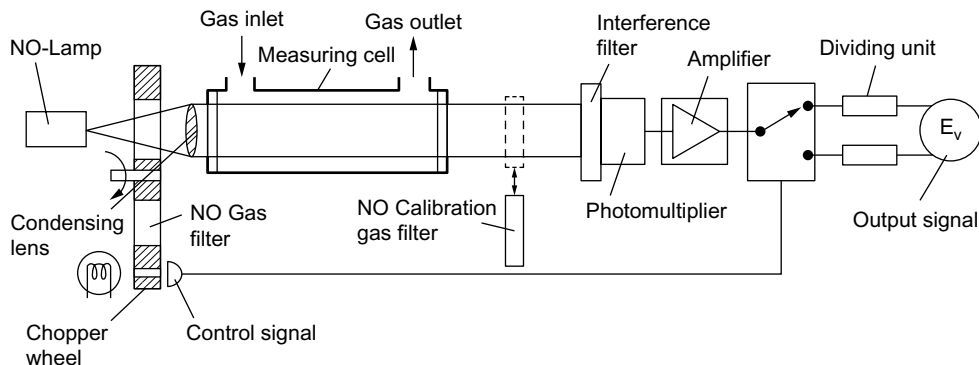 NO-Lamp
Gas inlet
Gas outlet
Measuring cell
Interference
filter
Amplifier
Dividing unit
Ev
Condensing
lens
NO Gas
filter
NO Calibration
gas filter
Photomultiplier
Output signal
Chopper
wheel
Control signal